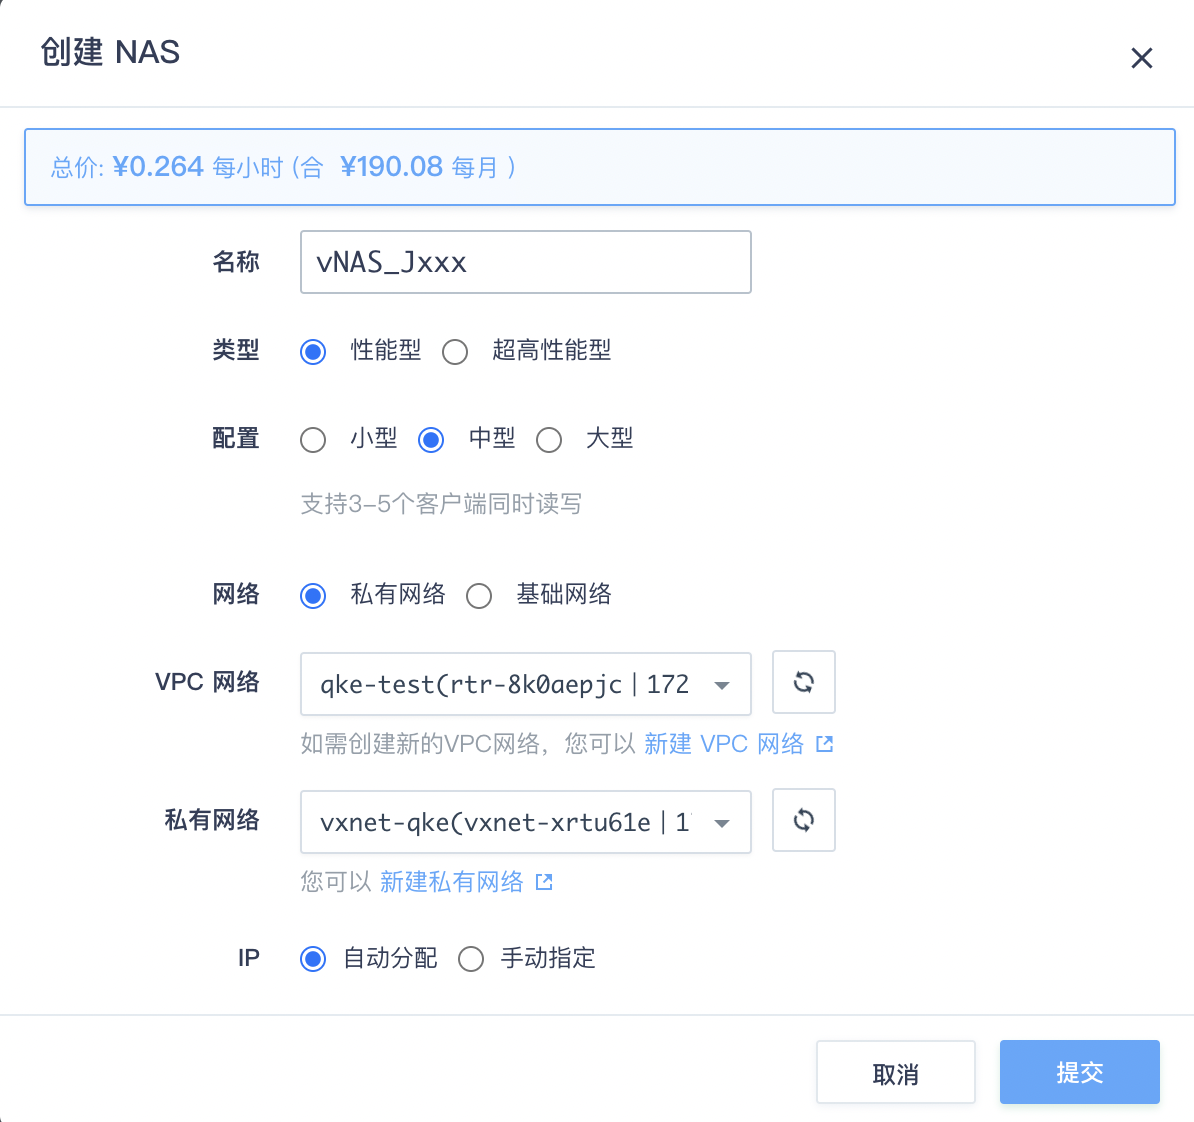 创建 NAS
总价: ¥0.264 每小时 (合 ¥190.08 每月 )
名称 vNAS_Jxxx
类型 性能型 超高性能型
配置 小型 中型 大型
支持3-5个客户端同时读写
网络 私有网络 基础网络
VPC 网络 qke-test(rtr-8k0aepjc | 172
如需创建新的VPC网络，您可以 新建 VPC 网络
私有网络 vxnet-qke(vxnet-xrtu61e | 1
您可以 新建私有网络
IP 自动分配 手动指定
取消 提交